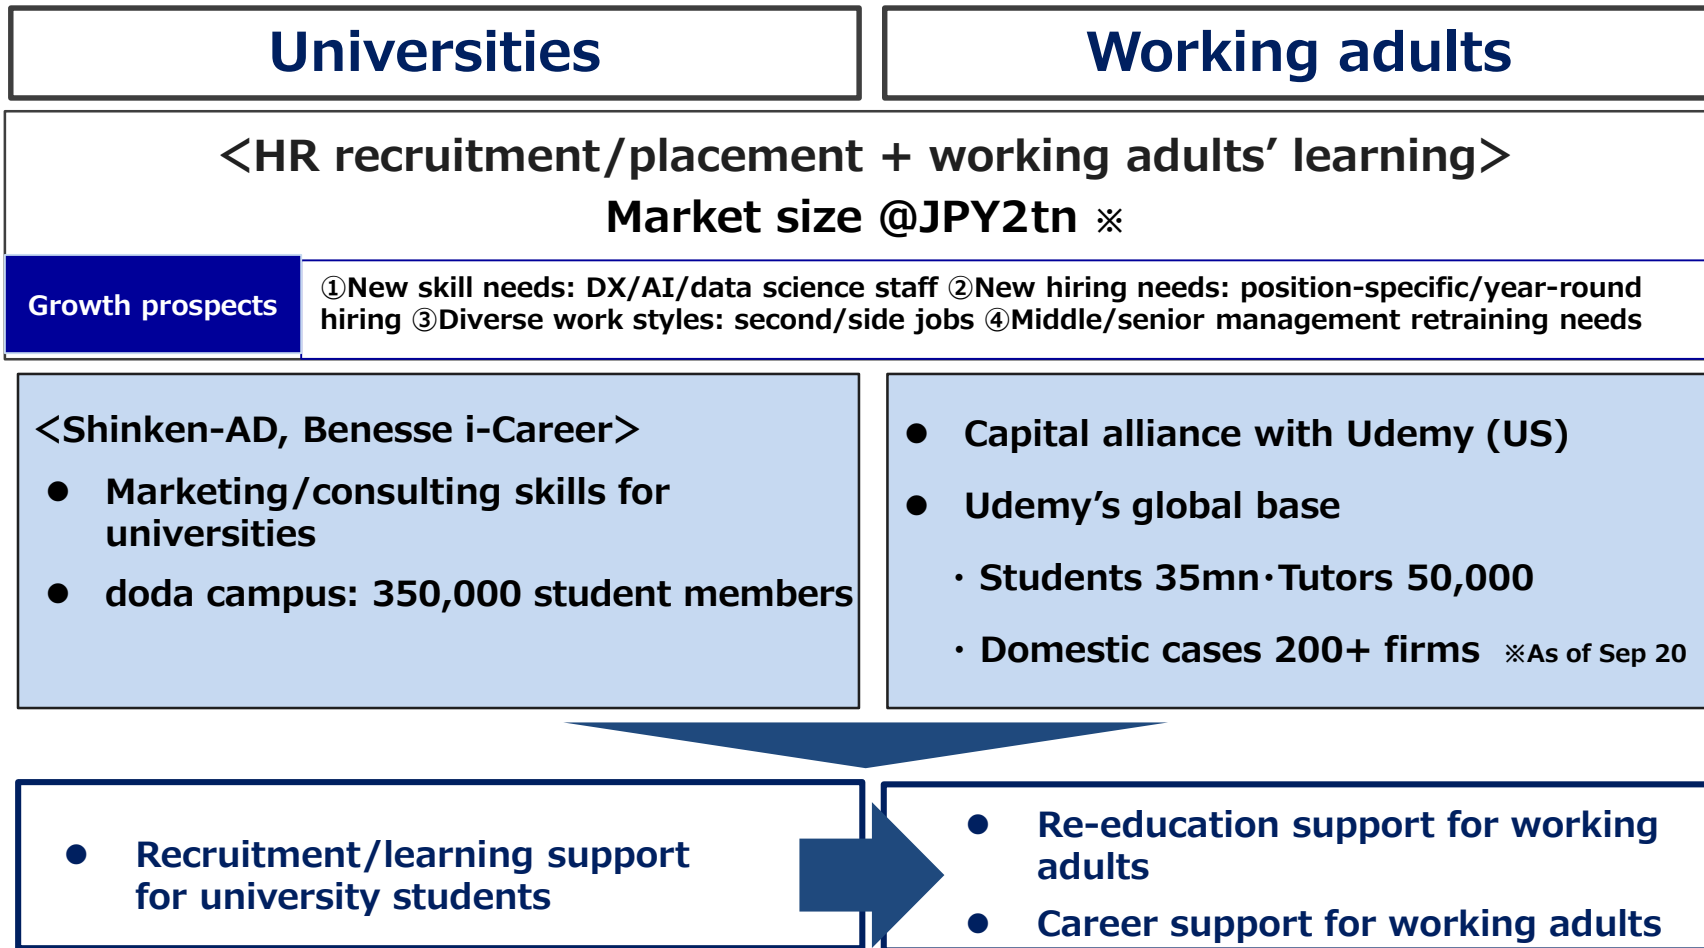 Universities
Working adults
<HR recruitment/placement + working adults’ learning>
Market size @JPY2tn ※
Growth prospects
①New skill needs: DX/AI/data science staff ②New hiring needs: position-specific/year-round
hiring ③Diverse work styles: second/side jobs ④Middle/senior management retraining needs
<Shinken-AD, Benesse i-Career>
● Marketing/consulting skills for
universities
● doda campus: 350,000 student members
● Capital alliance with Udemy (US)
● Udemy’s global base
・Students 35mn・Tutors 50,000
・Domestic cases 200+ firms ※As of Sep 20
● Recruitment/learning support
for university students
● Re-education support for working
adults
● Career support for working adults